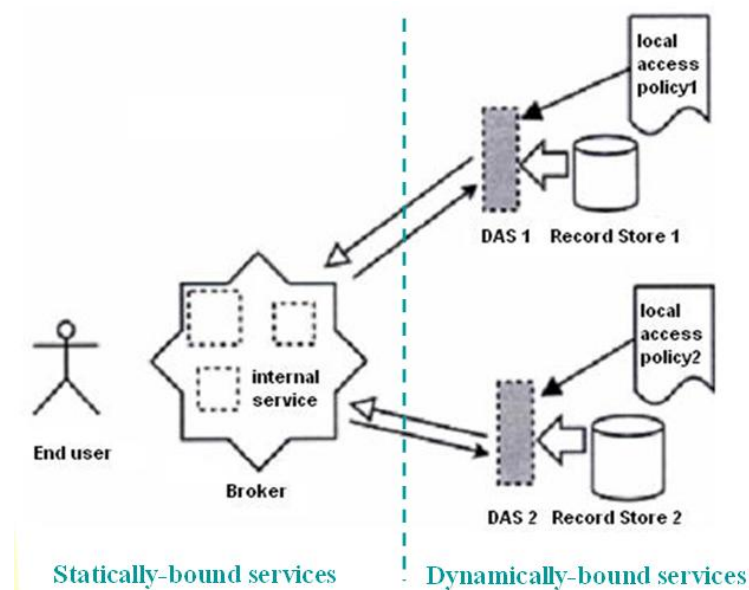 local
access
policy1
DAS 1
Record Store 1
local
access
policy2
internal
service
End user
Broker
DAS 2
Record Store 2
Statically-bound services
Dynamically-bound services